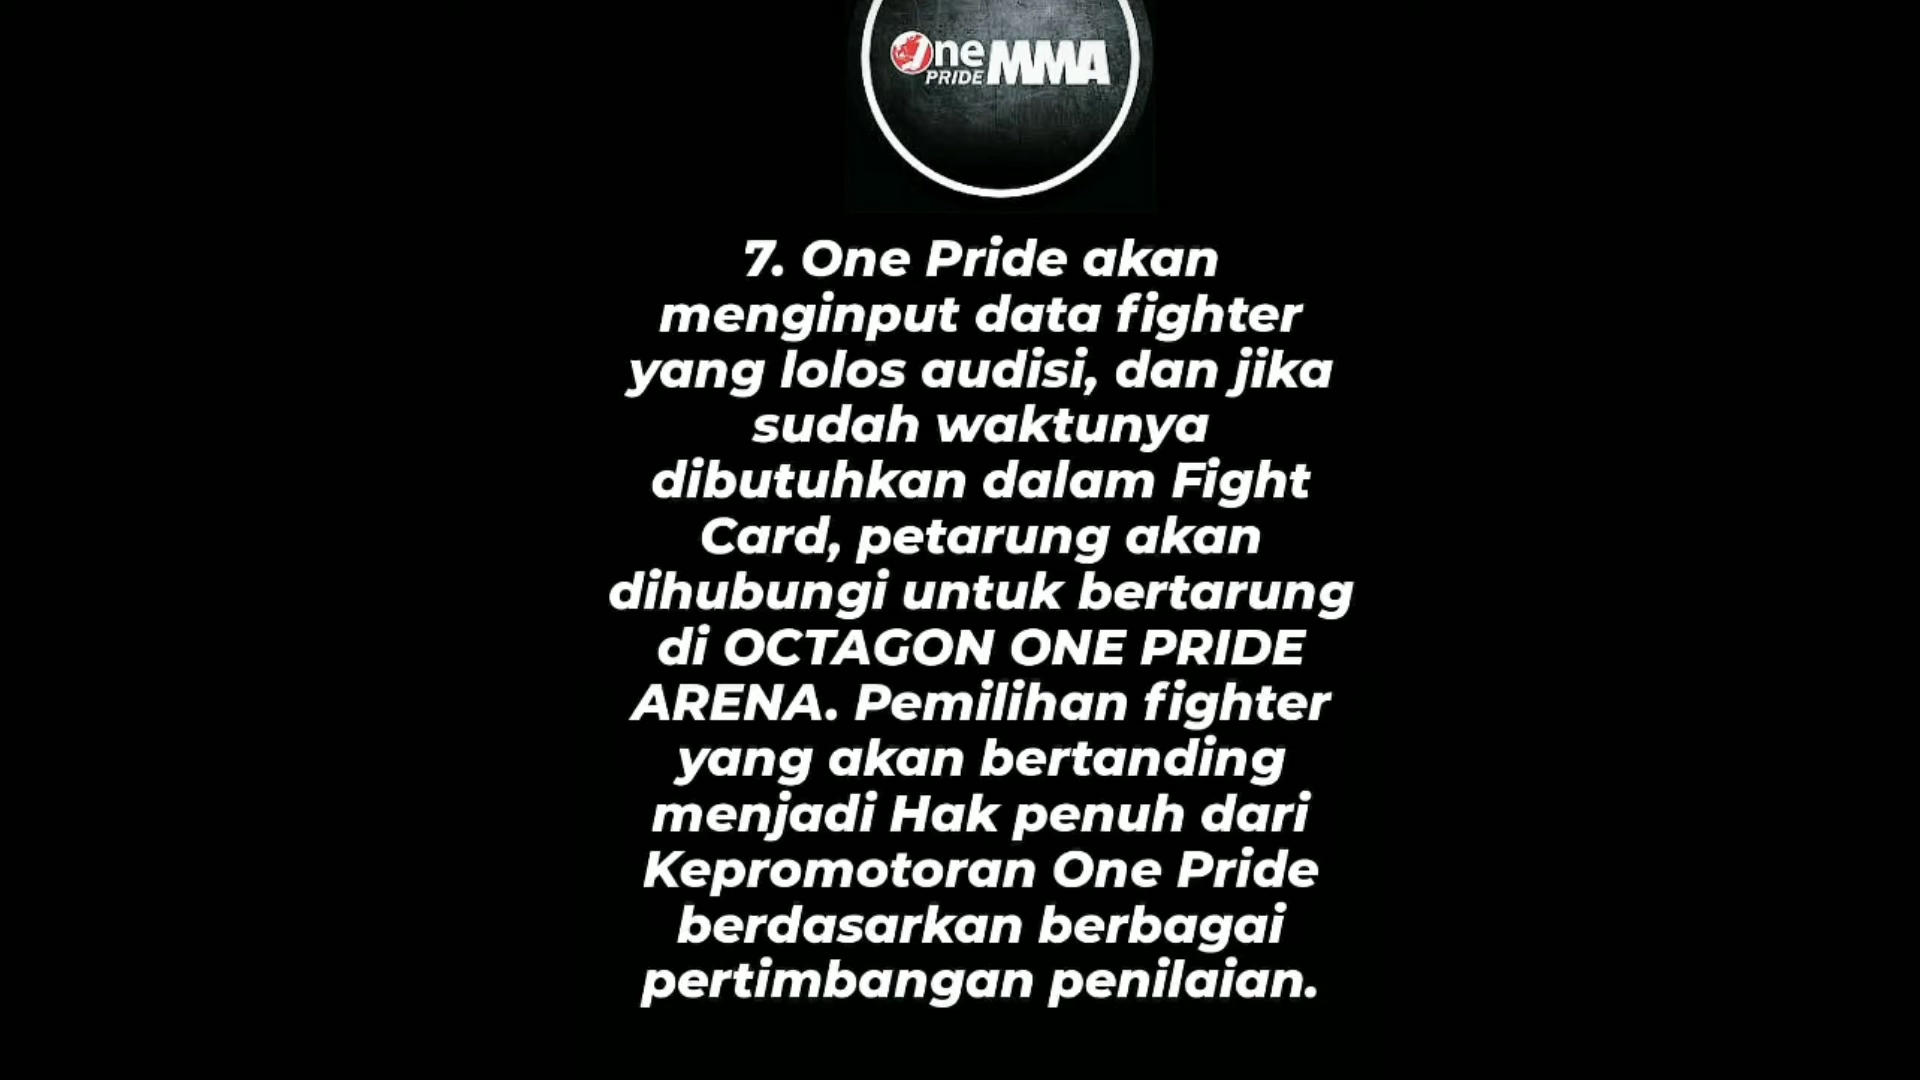 One
PRIDE MMA
7. One Pride akan
menginput data fighter
yang lolos audisi, dan jika
sudah waktunya
dibutuhkan dalam Fight
Card, petarung akan
dihubungi untuk bertarung
di OCTAGON ONE PRIDE
ARENA. Pemilihan fighter
yang akan bertanding
menjadi Hak penuh dari
Kepromotoran One Pride
berdasarkan berbagai
pertimbangan penilaian.